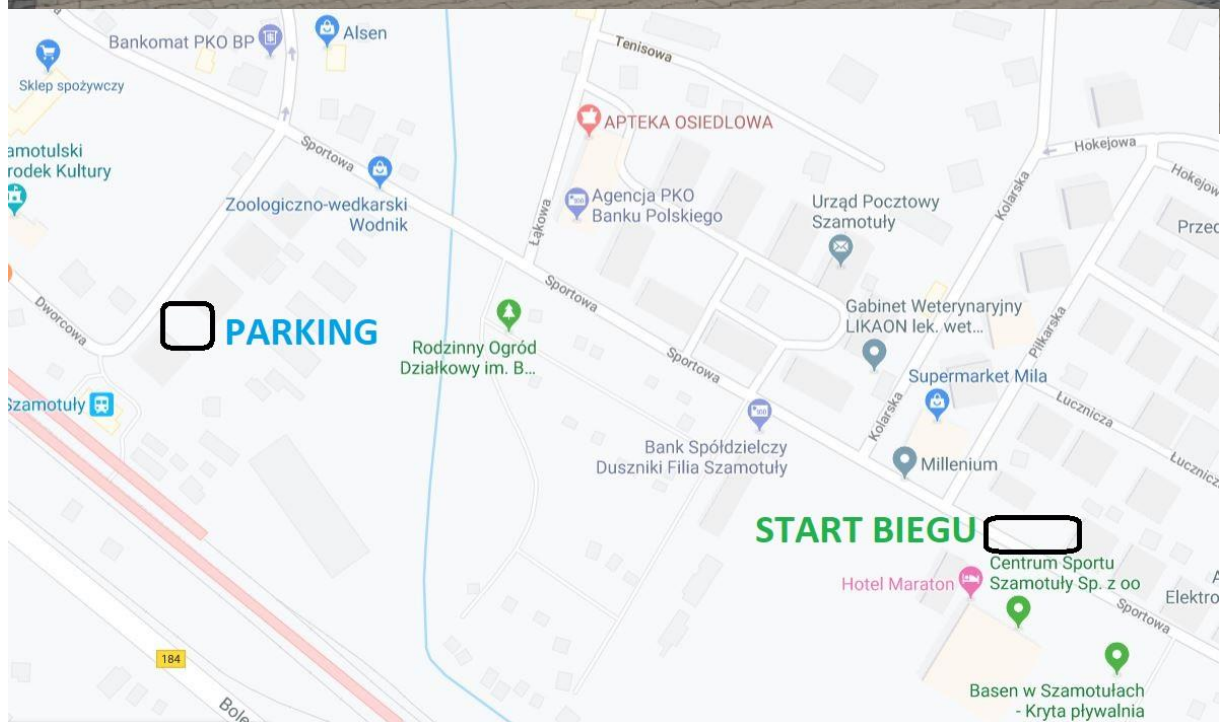 Bankomat PKO BP
Alsen
Sklep spożywczy
Tenisowa
APTEKA OSIEDLOWA
amotulski
rodek Kultury
Sportowa
Hokejowa
Hokejow
Zoologiczno-wedkarski
Wodnik
Agencja PKO
Banku Polskiego
Łąkowa
Urząd Pocztowy
Szamotuły
Kolarska
Przed
Sportowa
Dworcowa
PARKING
Rodzinny Ogród
Działkowy im. B...
Gabinet Weterynaryjny
LIKAON lek. wet...
Piłkarska
Sportowa
Supermarket Mila
Szamotuły
Kolarska
Łucznicza
Bank Spółdzielczy
Duszniki Filia Szamotuły
Millenium
Łucznicz
START BIEGU
Hotel Maraton
Centrum Sportu
Szamotuły Sp. z oo
Elektro
Sportowa
184
Bole
Basen w Szamotułach
- Kryta pływalnia